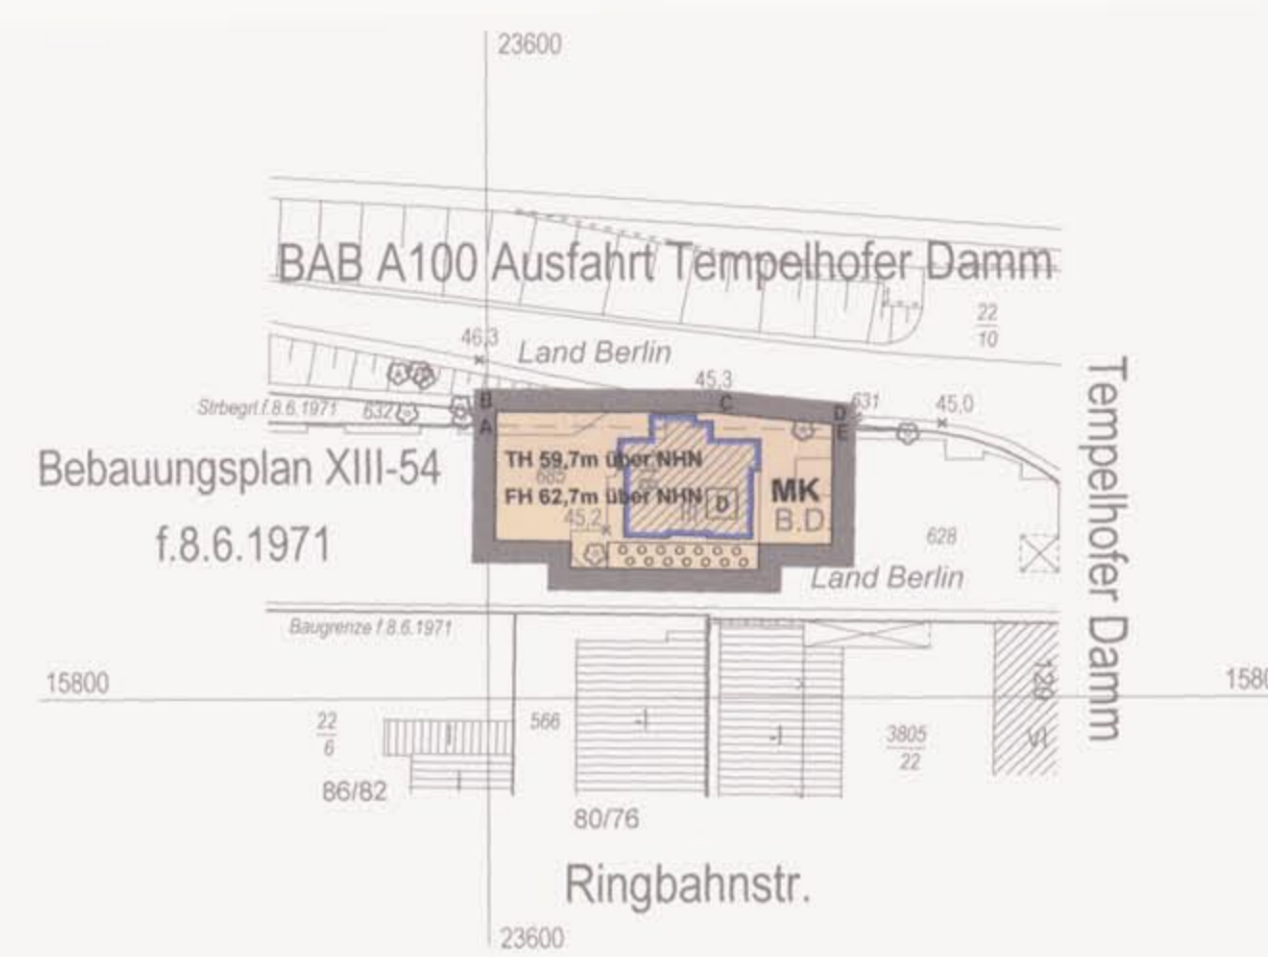 23600
BAB A100 Ausfahrt Tempelhofer Damm
22
10
46,3
Land Berlin
45,3
Strbegrl.f.8.6.1971
632
B
C
D
631
45,0
A
E
Bebauungsplan XIII-54
f.8.6.1971
TH 59,7m über NHN
685
FH 62,7m über NHN
D
MK
B.D.
45,2
628
Land Berlin
Tempelhofer Damm
Baugrenze f.8.6.1971
15800
1580
22
6
566
3805
22
129
86/82
80/76
Ringbahnstr.
23600